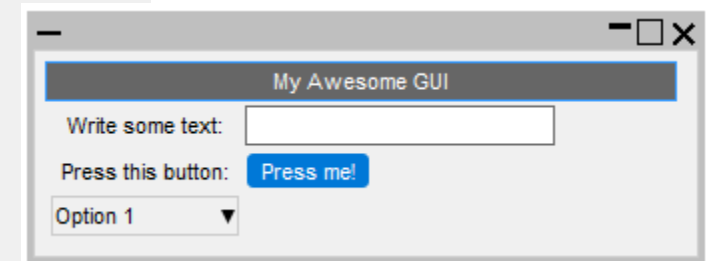 My Awesome GUI
Write some text:
Press this button: Press me!
Option 1